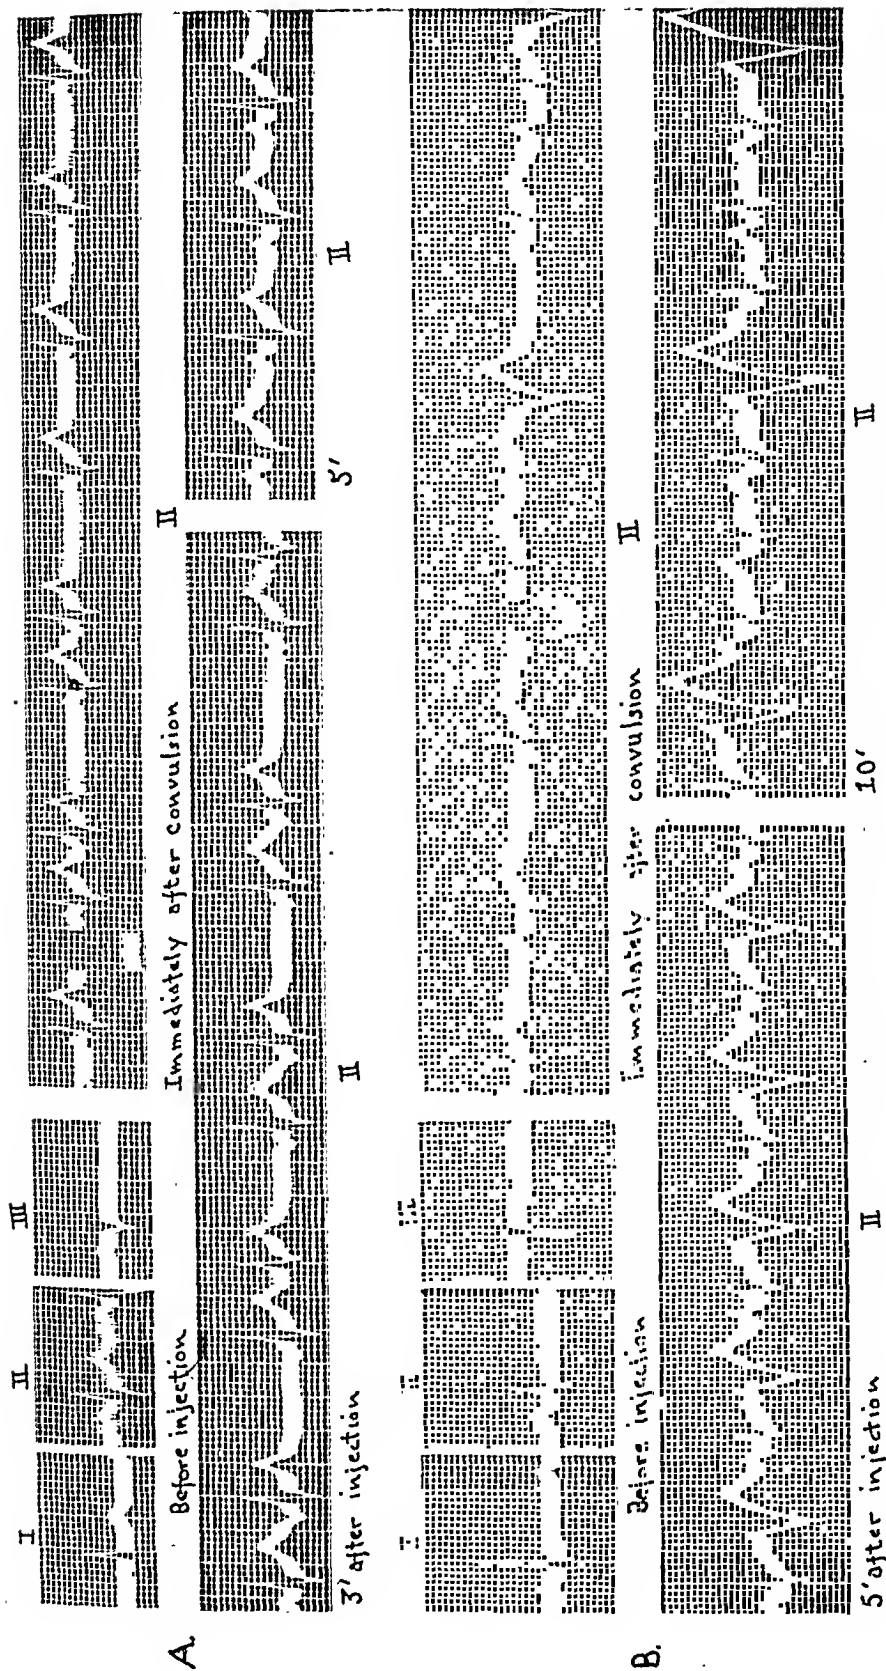 A.
I II III
Before injection
Immediately after convulsion
II
3' after injection
II
5'
II
B.
I II III
Before injection
Immediately after convulsion
II
5' after injection
II
10'
II